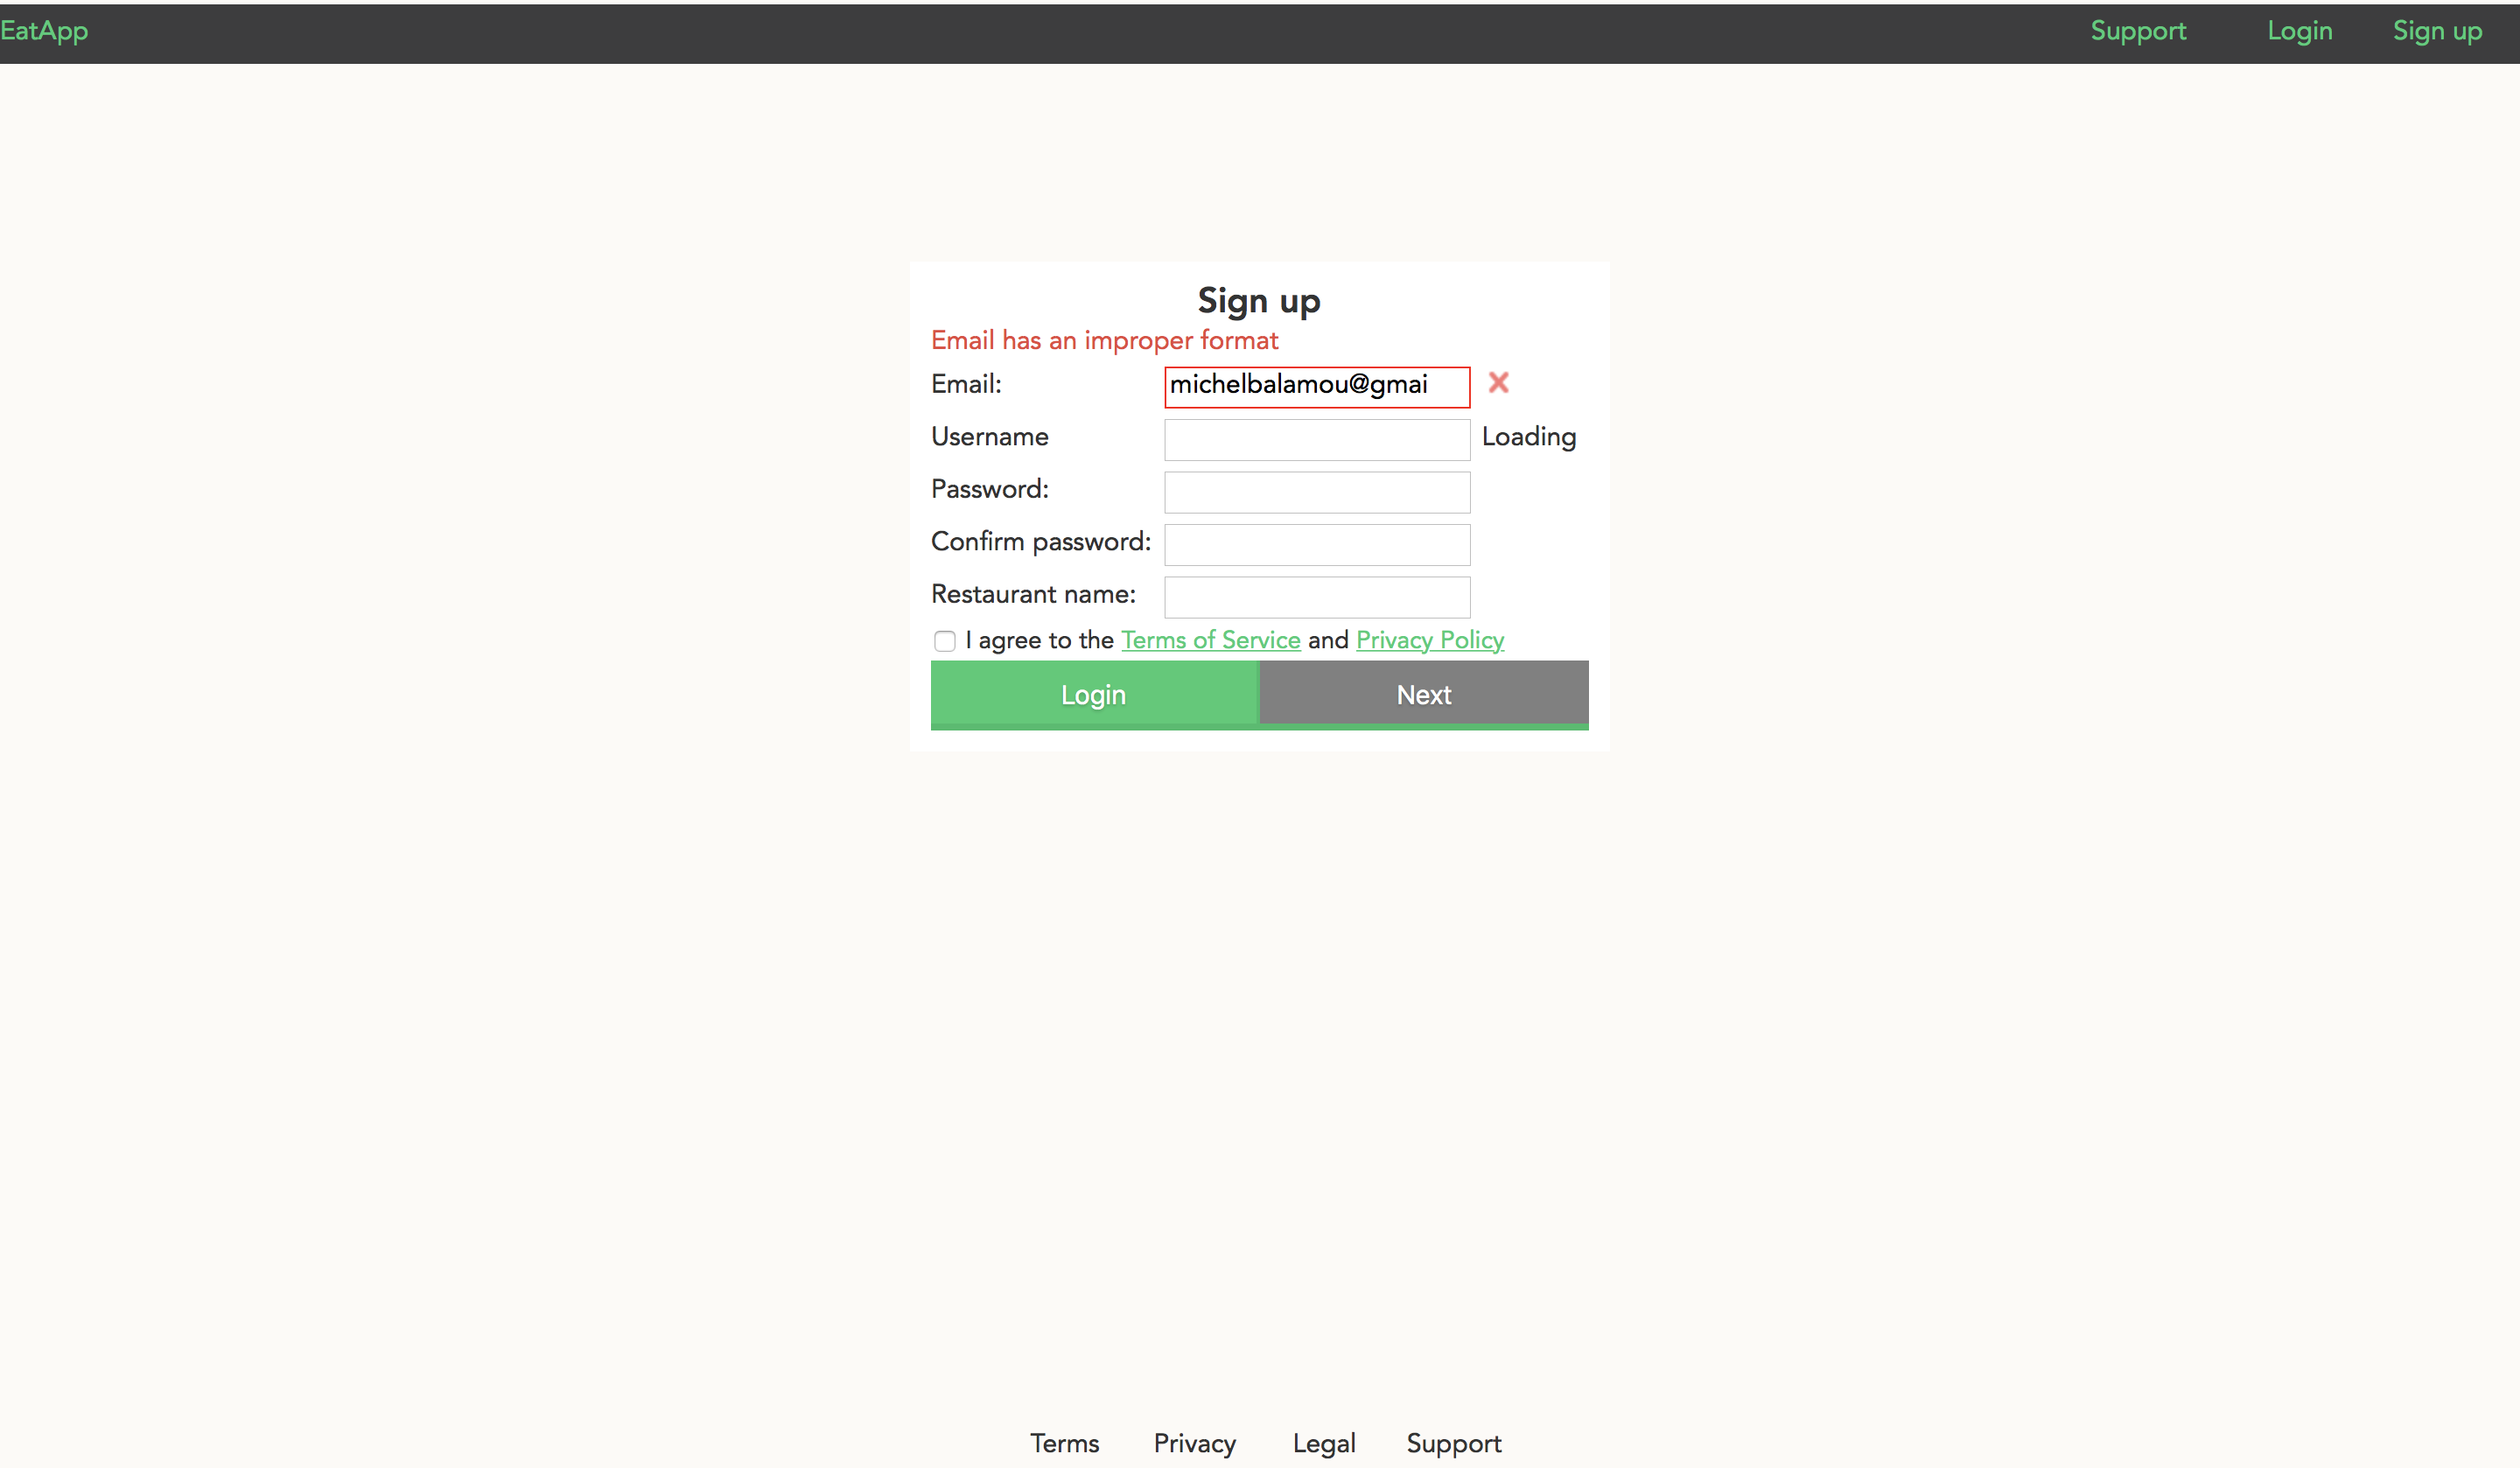 EatApp Support Login Sign up
Sign up
Email has an improper format
Email: michelbalamou@gmai
Username Loading
Password:
Confirm password:
Restaurant name:
I agree to the Terms of Service and Privacy Policy
Login Next
Terms Privacy Legal Support